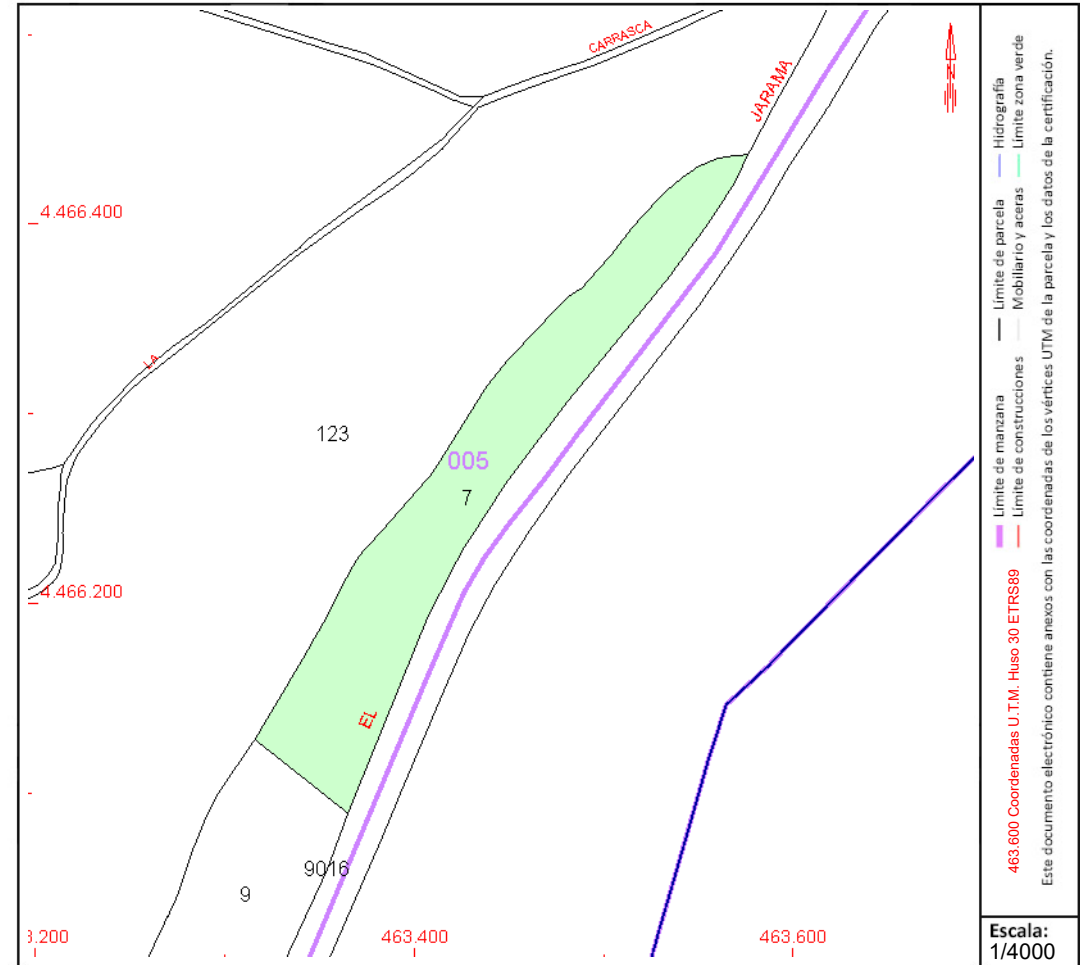 CARRASCA
JARAMA
N
4.466.400
LA
123
005
7
4.466.200
EL
9016
9
3.200
463.400
463.600
Límite de manzana
Límite de parcela
Hidrografía
Límite de construcciones
Mobiliario y aceras
Límite zona verde
463.600 Coordenadas U.T.M. Huso 30 ETRS89
Este documento electrónico contiene anexos con las coordenadas de los vértices UTM de la parcela y los datos de la certificación.
Escala:
1/4000